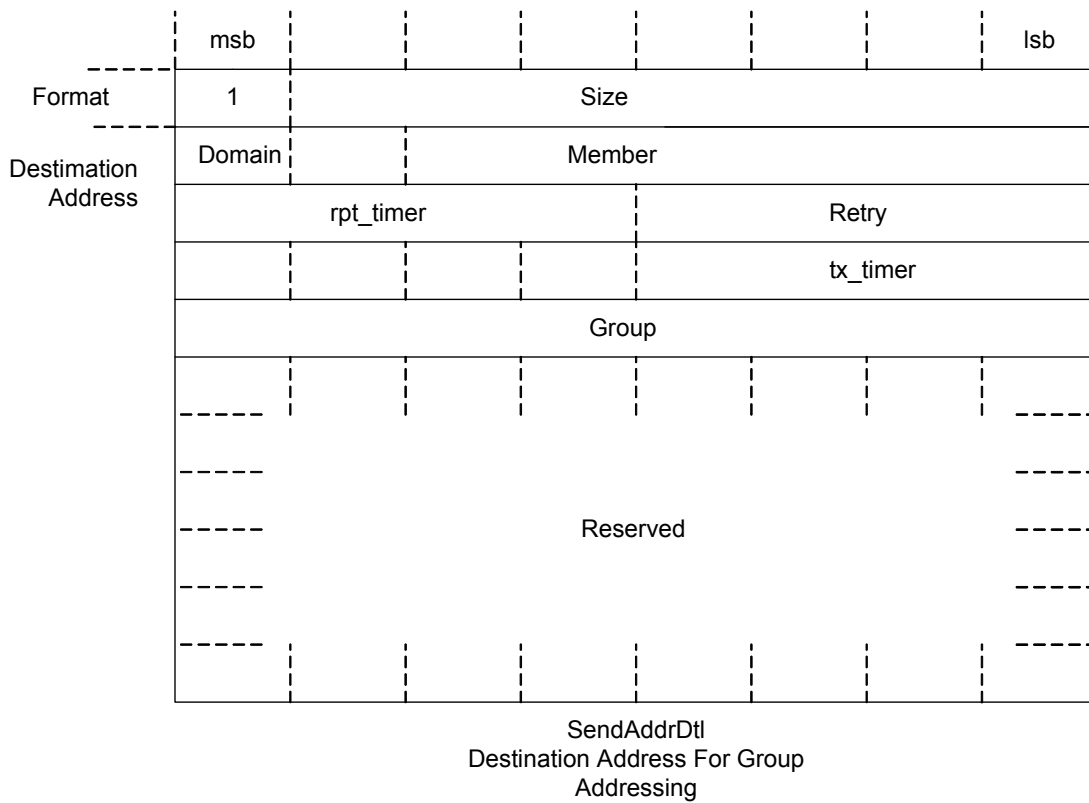 msb lsb
Format 1 Size
Domain Member
Destimation
Address
rpt_timer Retry
tx_timer
Group
Reserved
SendAddrDtl
Destination Address For Group
Addressing